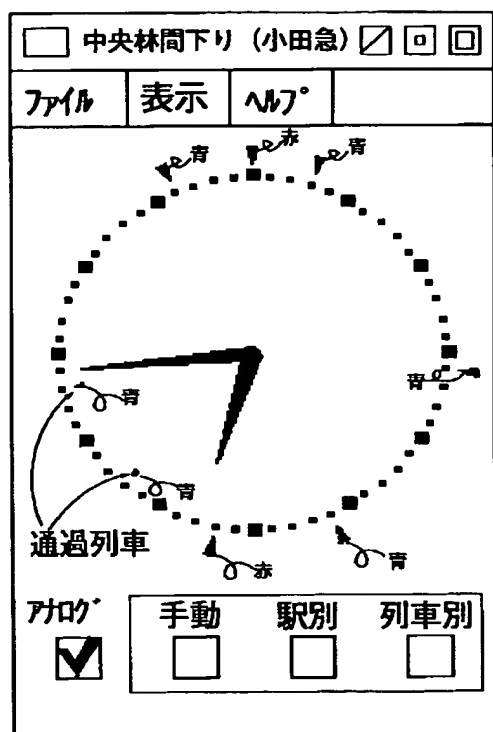 中央林間下り（小田急）
ファイル 表示 ヘルプ
青 赤 青
青
青
青
通過列車
赤 青
アナログ 手動 駅別 列車別